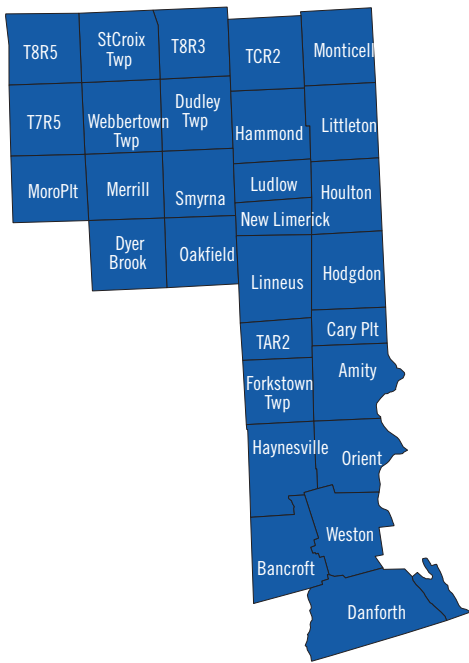 T8R5
StCroix
Twp
T8R3
TCR2
Monticell
T7R5
Webbertown
Twp
Dudley
Twp
Hammond
Littleton
MoroPlt
Merrill
Smyrna
Ludlow
Houlton
New Limerick
Dyer
Brook
Oakfield
Linneus
Hodgdon
TAR2
Cary Plt
Forkstown
Twp
Amity
Haynesville
Orient
Weston
Bancroft
Danforth